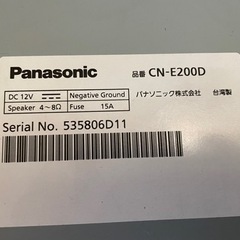 Panasonic 品番 CN-E200D
DC 12V ⎓ Negative Ground パナソニック株式会社 台湾製
Speaker 4~8Ω Fuse 15A
Serial No. 535806D11